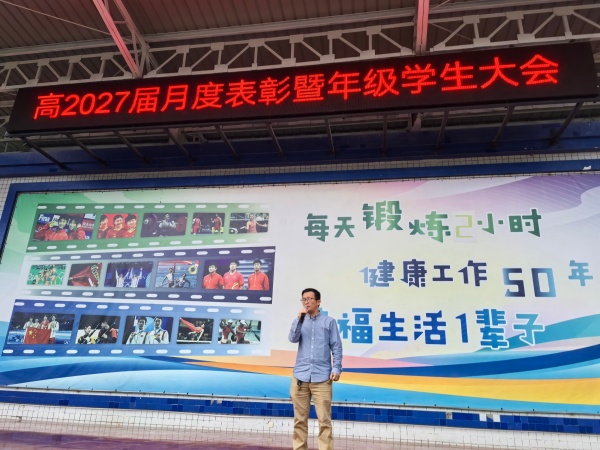 高2027届月度表彰暨年级学生大会
每天锻炼2小时
健康工作50年
福生活1辈子